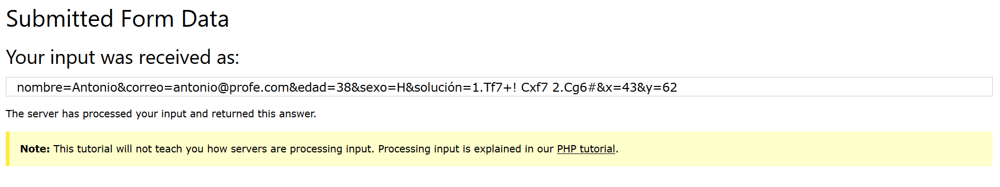 Submitted Form Data
Your input was received as:
nombre=Antonio&correo=antonio@profe.com&edad=38&sexo=H&solución=1.Tf7+! Cxf7 2.Cg6#&x=43&y=62
The server has processed your input and returned this answer.
Note: This tutorial will not teach you how servers are processing input. Processing input is explained in our PHP tutorial.